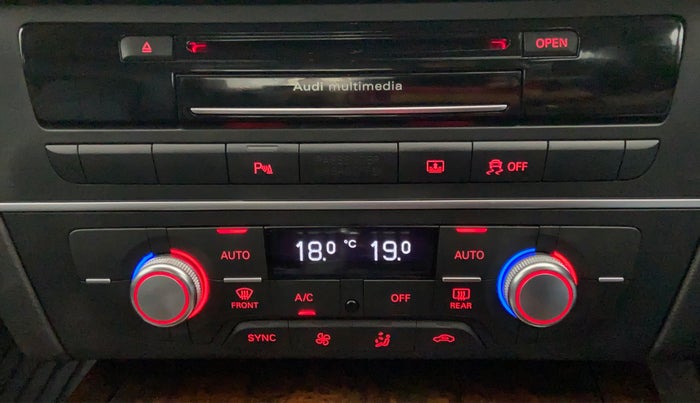 OPEN
Audi multimedia
P
OFF
AUTO
18.0 °C 19.0
AUTO
FRONT
A/C
OFF
REAR
SYNC